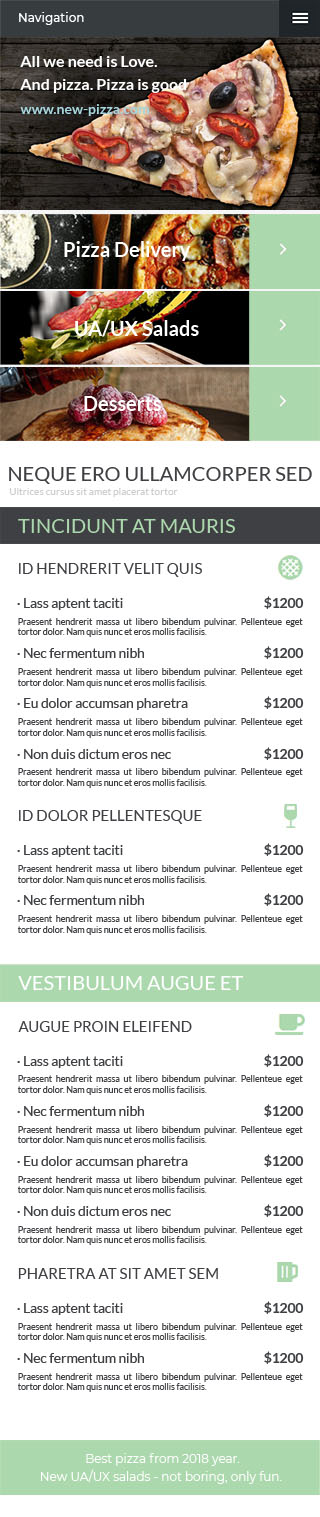 Navigation
All we need is Love.
And pizza. Pizza is good
www.new-pizza.com
Pizza Delivery
UA/UX Salads
Desserts
NEQUE ERO ULLAMCORPER SED
Ultrices cursus sit amet placerat tortor
TINCIDUNT AT MAURIS
ID HENDRERIT VELIT QUIS
· Lass aptent taciti $1200
Praesent hendrerit massa ut libero bibendum pulvinar. Pellenteue eget
tortor dolor. Nam quis nunc et eros mollis facilisis.
· Nec fermentum nibh $1200
Praesent hendrerit massa ut libero bibendum pulvinar. Pellenteue eget
tortor dolor. Nam quis nunc et eros mollis facilisis.
· Eu dolor accumsan pharetra $1200
Praesent hendrerit massa ut libero bibendum pulvinar. Pellenteue eget
tortor dolor. Nam quis nunc et eros mollis facilisis.
· Non duis dictum eros nec $1200
Praesent hendrerit massa ut libero bibendum pulvinar. Pellenteue eget
tortor dolor. Nam quis nunc et eros mollis facilisis.
ID DOLOR PELLENTESQUE
· Lass aptent taciti $1200
Praesent hendrerit massa ut libero bibendum pulvinar. Pellenteue eget
tortor dolor. Nam quis nunc et eros mollis facilisis.
· Nec fermentum nibh $1200
Praesent hendrerit massa ut libero bibendum pulvinar. Pellenteue eget
tortor dolor. Nam quis nunc et eros mollis facilisis.
VESTIBULUM AUGUE ET
AUGUE PROIN ELEIFEND
· Lass aptent taciti $1200
Praesent hendrerit massa ut libero bibendum pulvinar. Pellenteue eget
tortor dolor. Nam quis nunc et eros mollis facilisis.
· Nec fermentum nibh $1200
Praesent hendrerit massa ut libero bibendum pulvinar. Pellenteue eget
tortor dolor. Nam quis nunc et eros mollis facilisis.
· Eu dolor accumsan pharetra $1200
Praesent hendrerit massa ut libero bibendum pulvinar. Pellenteue eget
tortor dolor. Nam quis nunc et eros mollis facilisis.
· Non duis dictum eros nec $1200
Praesent hendrerit massa ut libero bibendum pulvinar. Pellenteue eget
tortor dolor. Nam quis nunc et eros mollis facilisis.
PHARETRA AT SIT AMET SEM
· Lass aptent taciti $1200
Praesent hendrerit massa ut libero bibendum pulvinar. Pellenteue eget
tortor dolor. Nam quis nunc et eros mollis facilisis.
· Nec fermentum nibh $1200
Praesent hendrerit massa ut libero bibendum pulvinar. Pellenteue eget
tortor dolor. Nam quis nunc et eros mollis facilisis.
Best pizza from 2018 year.
New UA/UX salads - not boring, only fun.